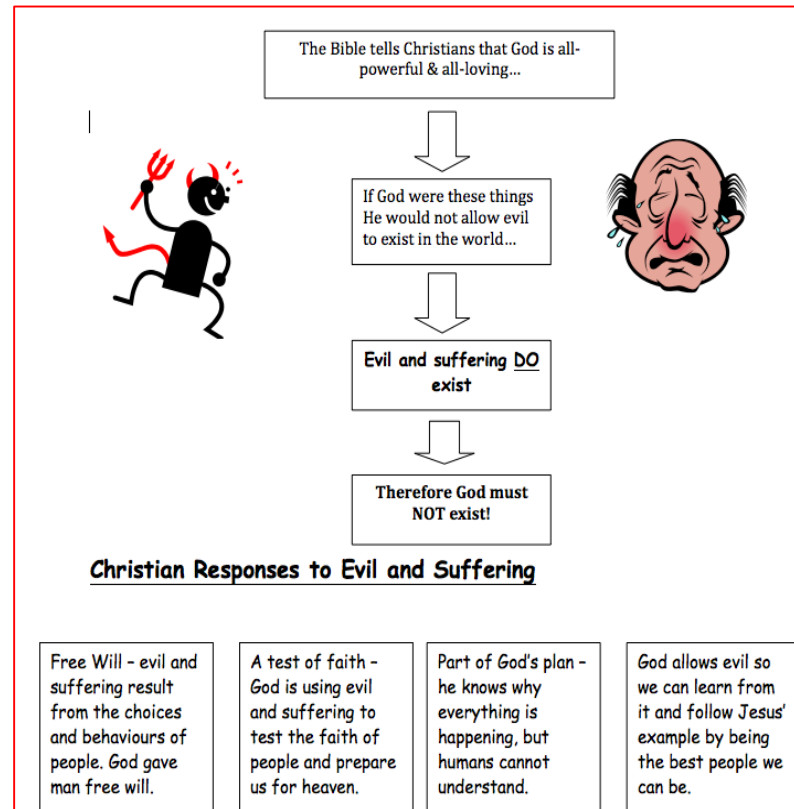 The Bible tells Christians that God is all-
powerful & all-loving…
If God were these things
He would not allow evil
to exist in the world…
Evil and suffering DO
exist
Therefore God must
NOT exist!
Christian Responses to Evil and Suffering
Free Will – evil and
suffering result
from the choices
and behaviours of
people. God gave
man free will.
A test of faith –
God is using evil
and suffering to
test the faith of
people and prepare
us for heaven.
Part of God's plan –
he knows why
everything is
happening, but
humans cannot
understand.
God allows evil so
we can learn from
it and follow Jesus'
example by being
the best people we
can be.